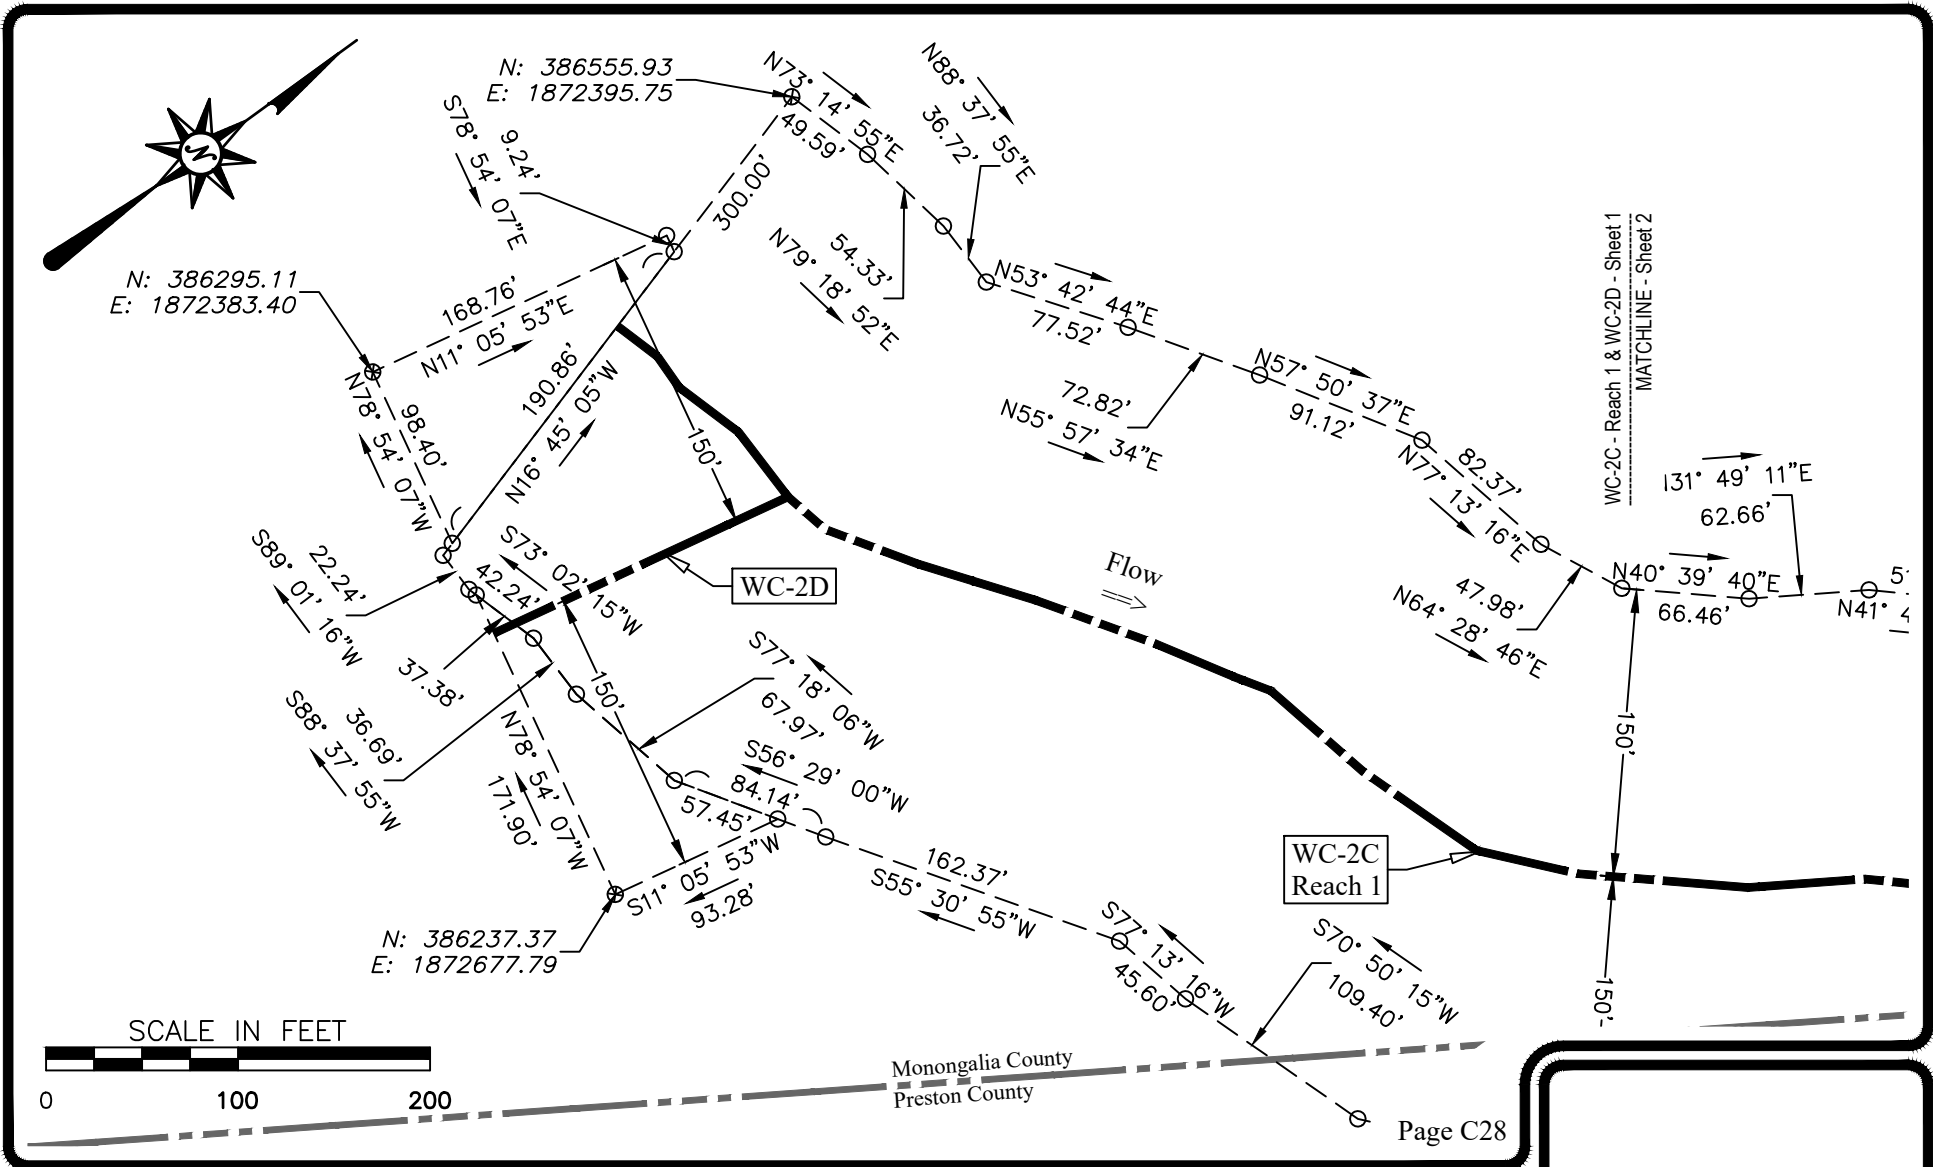 N: 386555.93
E: 1872395.75
N73° 14' 55"E
49.59'
N88° 37' 55"E
36.72'
S78° 54' 07"E
9.24'
300.00'
N
N79° 18' 52"E
54.33'
N: 386295.11
E: 1872383.40
168.76'
N11° 05' 53"E
N53° 42' 44"E
77.52'
WC-2C - Reach 1 & WC-2D - Sheet 1
MATCHLINE - Sheet 2
N78° 54' 07"W
98.40'
190.86'
N16° 45' 05"W
150'
72.82'
N55° 57' 34"E
N57° 50' 37"E
91.12'
82.37'
N77° 13' 16"E
131° 49' 11"E
62.66'
S89° 01' 16"W
22.24'
S73° 02' 15"W
42.24'
WC-2D
Flow
47.98'
N64° 28' 46"E
N40° 39' 40"E
66.46'
N41°
37.38'
150'
S77° 18' 06"W
67.97'
S88° 37' 55"W
36.69'
N78° 54' 07"W
171.90'
S56° 29' 00"W
84.14'
57.45'
150'
WC-2C
Reach 1
S11° 05' 53"W
93.28'
162.37'
S55° 30' 55"W
N: 386237.37
E: 1872677.79
S77° 13' 16"W
45.60'
S70° 50' 15"W
109.40'
150'
SCALE IN FEET
0 100 200
Monongalia County
Preston County
Page C28